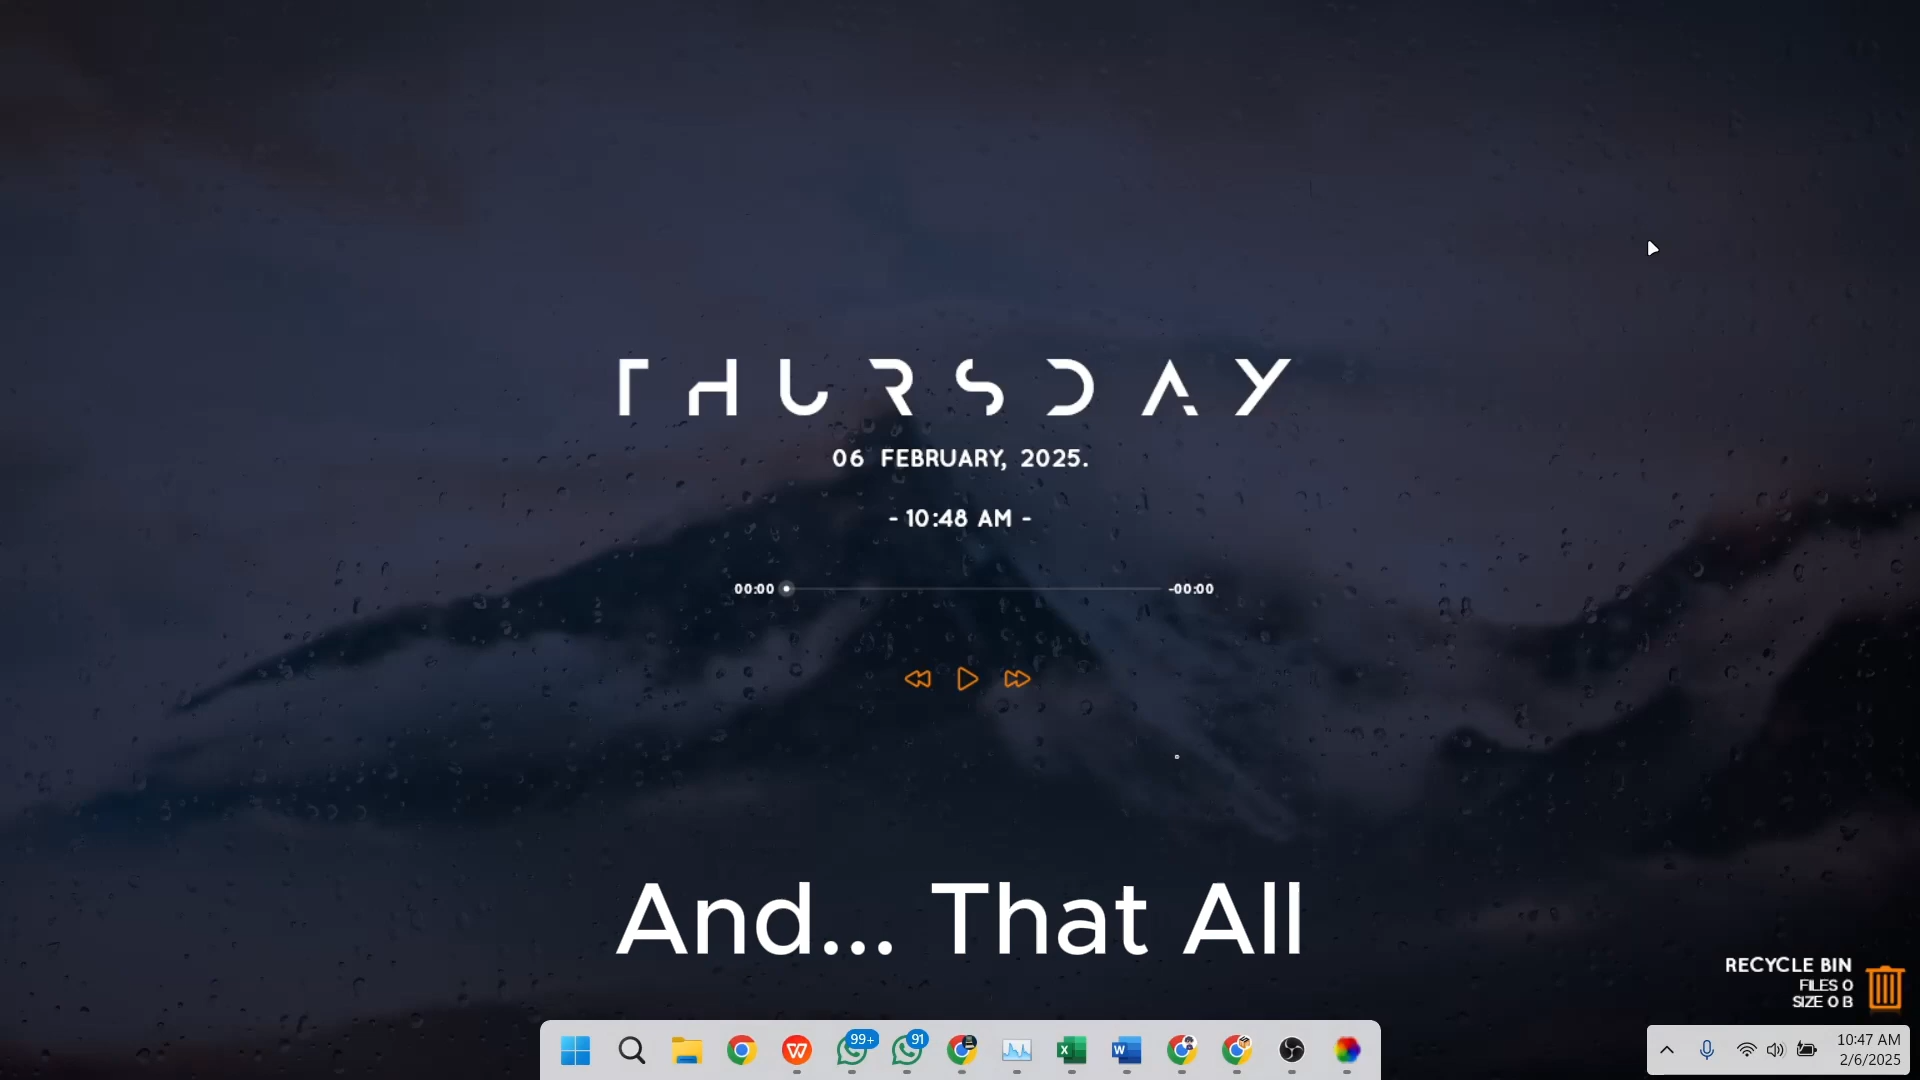 THURSDAY
06 FEBRUARY, 2025.
- 10:48 AM -
00:00 -00:00
And... That All
RECYCLE BIN
FILES 0
SIZE 0 B
99+ 91
10:47 AM
2/6/2025